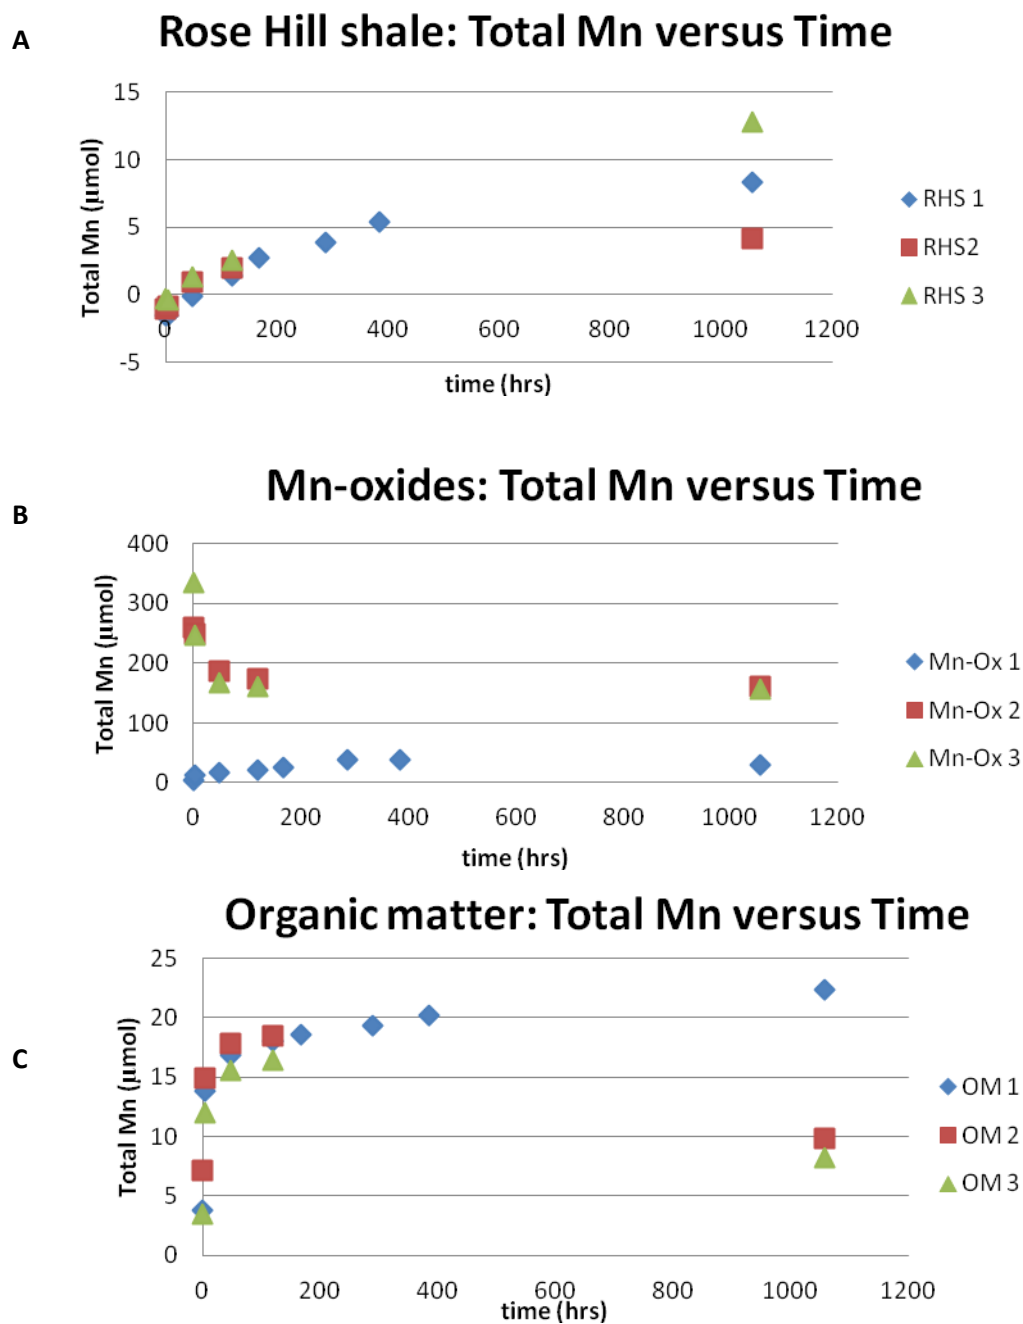 A
Rose Hill shale: Total Mn versus Time
15
10
5
0
-5
Total Mn (µmol)
0 200 400 600 800 1000 1200
time (hrs)
RHS 1
RHS2
RHS 3
B
Mn-oxides: Total Mn versus Time
400
300
200
100
0
Total Mn (µmol)
0 200 400 600 800 1000 1200
time (hrs)
Mn-Ox 1
Mn-Ox 2
Mn-Ox 3
C
Organic matter: Total Mn versus Time
25
20
15
10
5
0
Total Mn (µmol)
0 200 400 600 800 1000 1200
time (hrs)
OM 1
OM 2
OM 3